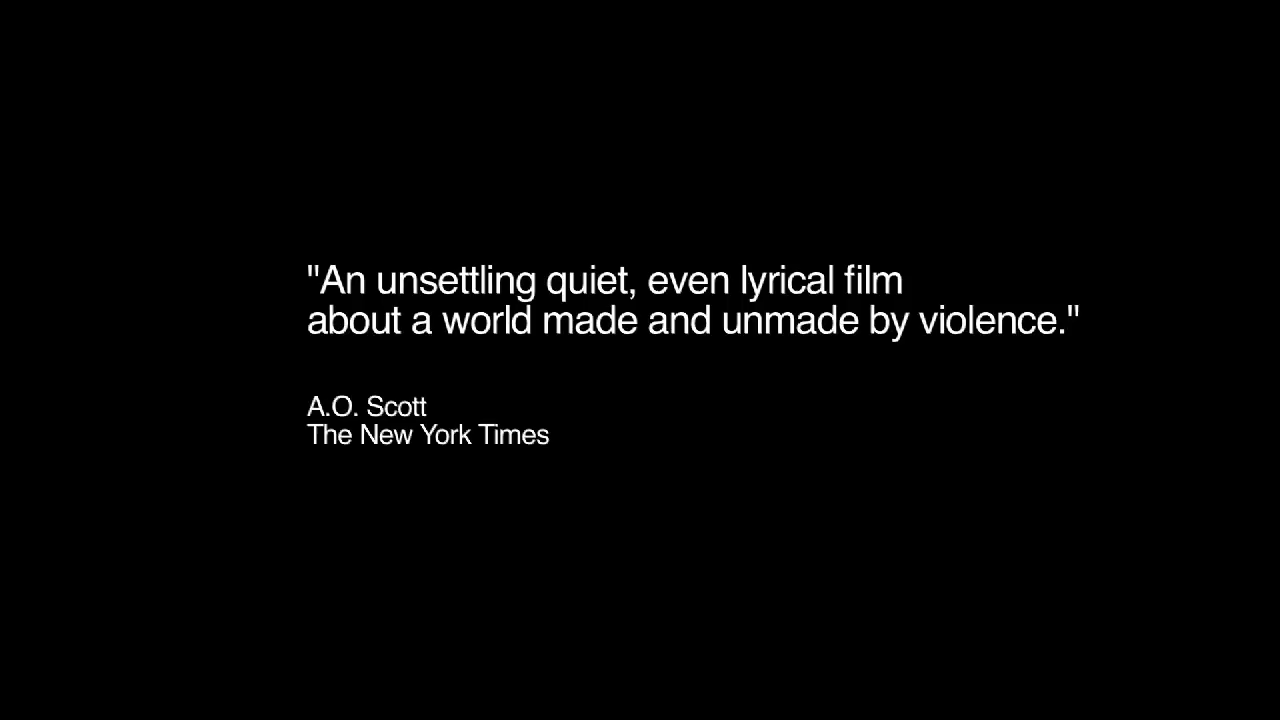 "An unsettling quiet, even lyrical film
about a world made and unmade by violence."
A.O. Scott
The New York Times